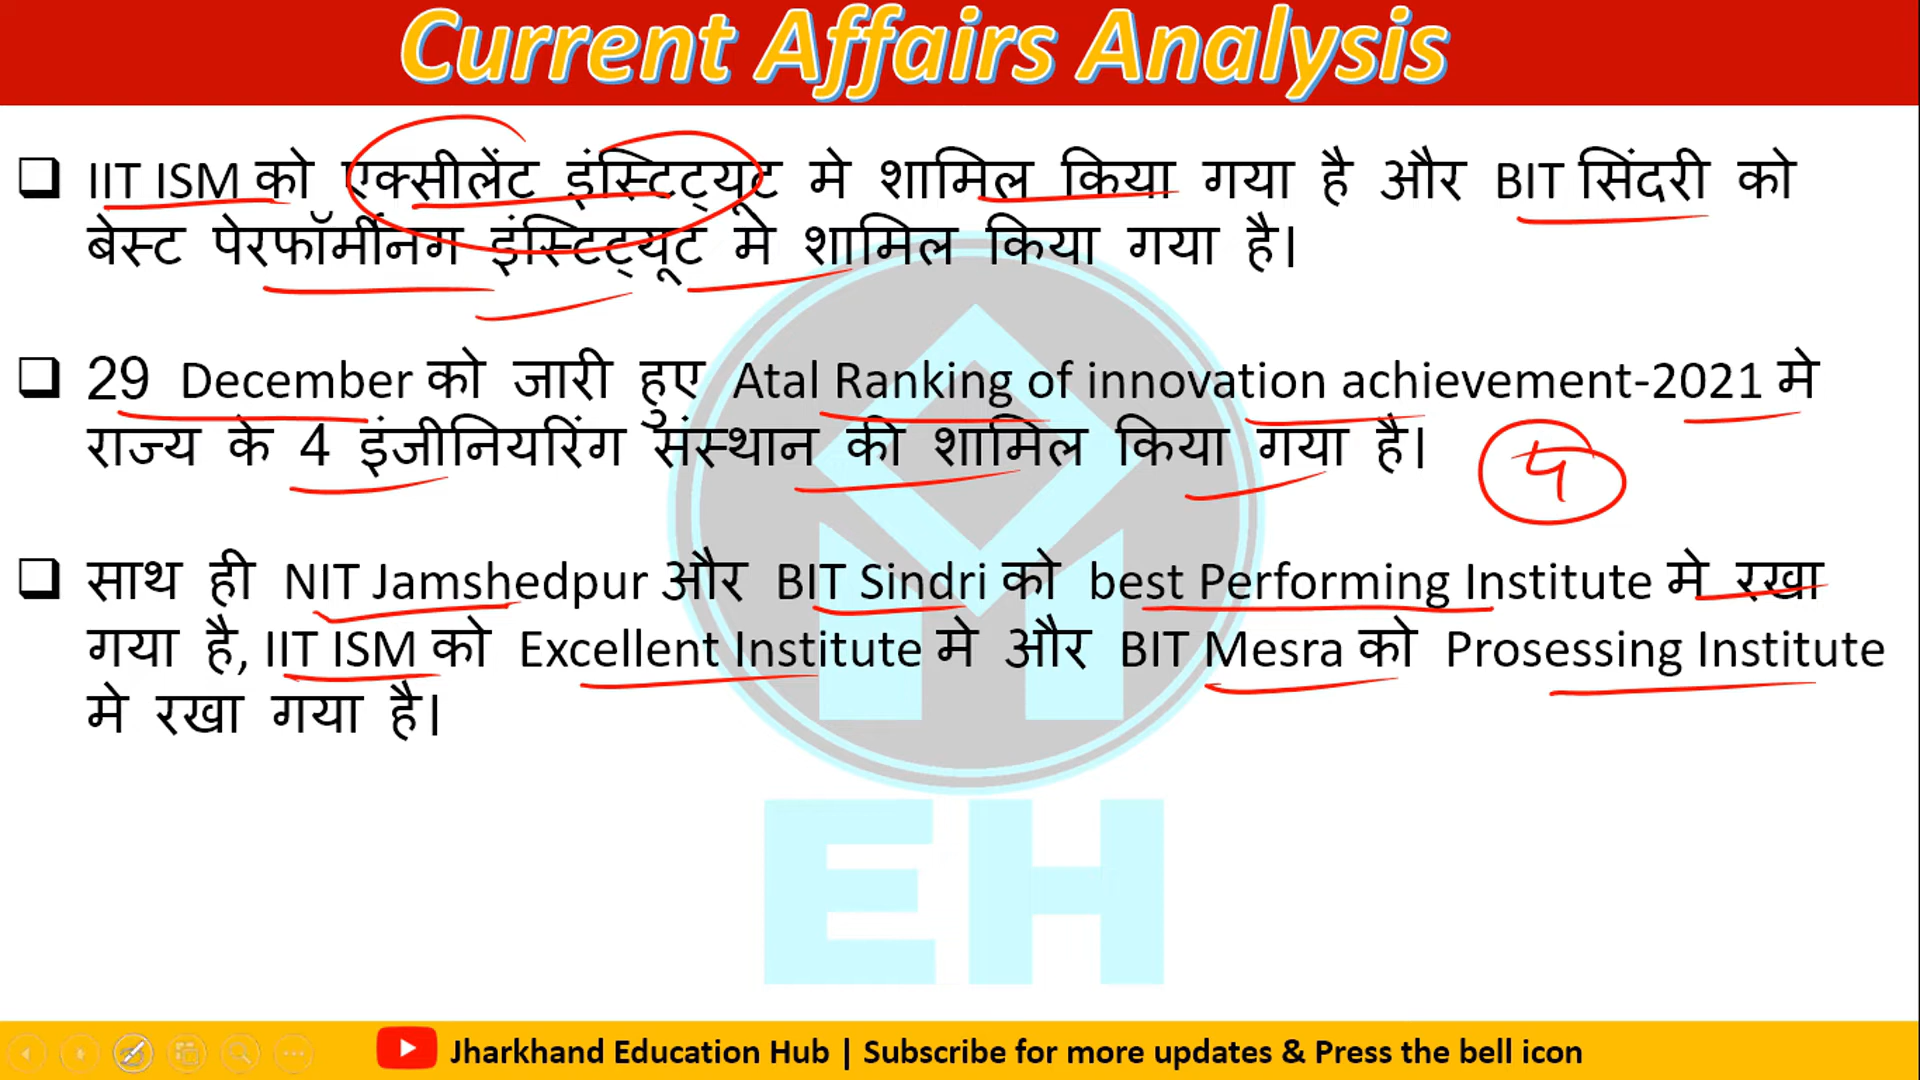 Current Affairs Analysis
IIT ISM को एक्सीलेंट इंस्टिट्यूट मे शामिल किया गया है और BIT सिंदरी को
बेस्ट पेरफॉर्मीनग इंस्टिट्यूट मे शामिल किया गया है।
29 December को जारी हुए Atal Ranking of innovation achievement-2021 मे
राज्य के 4 इंजीनियरिंग संस्थान की शामिल किया गया है।
4
साथ ही NIT Jamshedpur और BIT Sindri को best Performing Institute मे रखा
गया है, IIT ISM को Excellent Institute मे और BIT Mesra को Prosessing Institute
मे रखा गया है।
EH
Jharkhand Education Hub | Subscribe for more updates & Press the bell icon